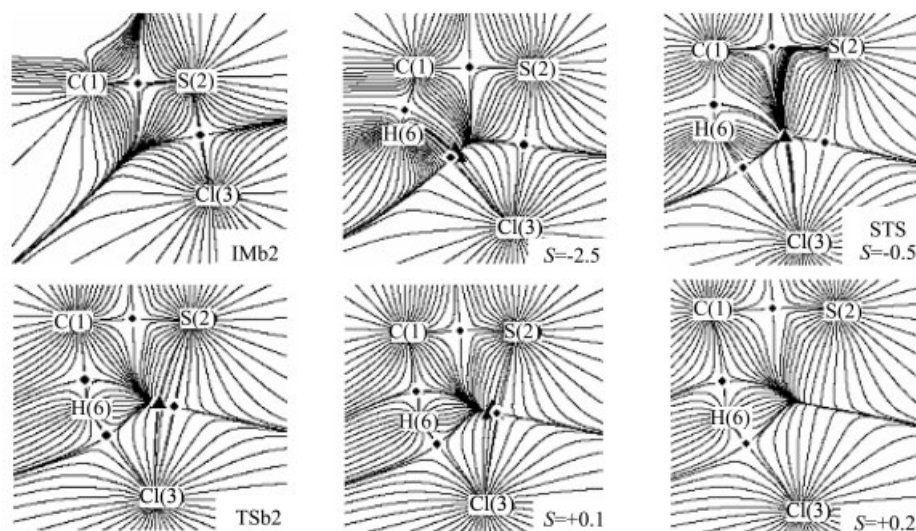 C(1) S(2)
Cl(3)
IMb2
C(1) S(2)
H(6)
Cl(3)
S=-2.5
C(1) S(2)
H(6)
Cl(3)
STS
S=-0.5
C(1) S(2)
H(6)
Cl(3)
TSb2
C(1) S(2)
H(6)
Cl(3)
S=+0.1
C(1) S(2)
H(6)
Cl(3)
S=+0.2